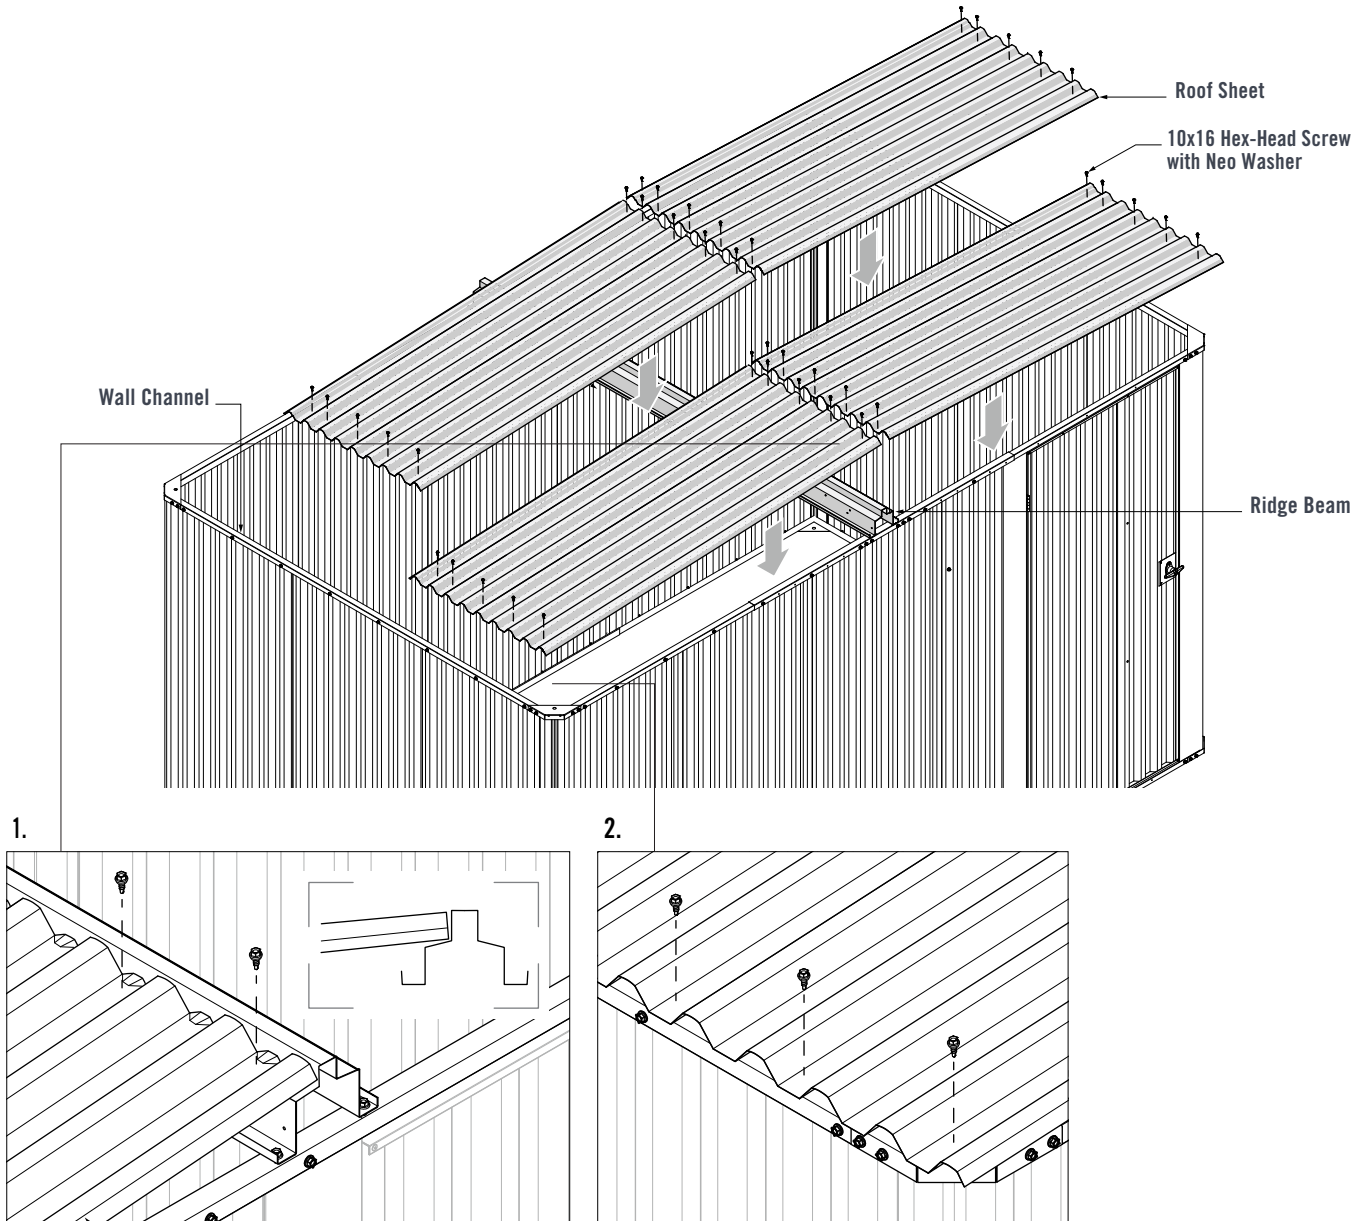 Roof Sheet
10x16 Hex-Head Screw
with Neo Washer
Wall Channel
Ridge Beam
1.
2.